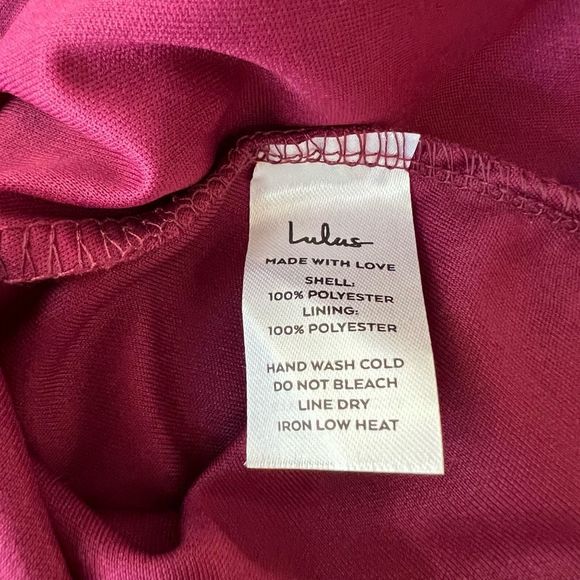 Lulus
MADE WITH LOVE
SHELL:
100% POLYESTER
LINING:
100% POLYESTER
HAND WASH COLD
DO NOT BLEACH
LINE DRY
IRON LOW HEAT